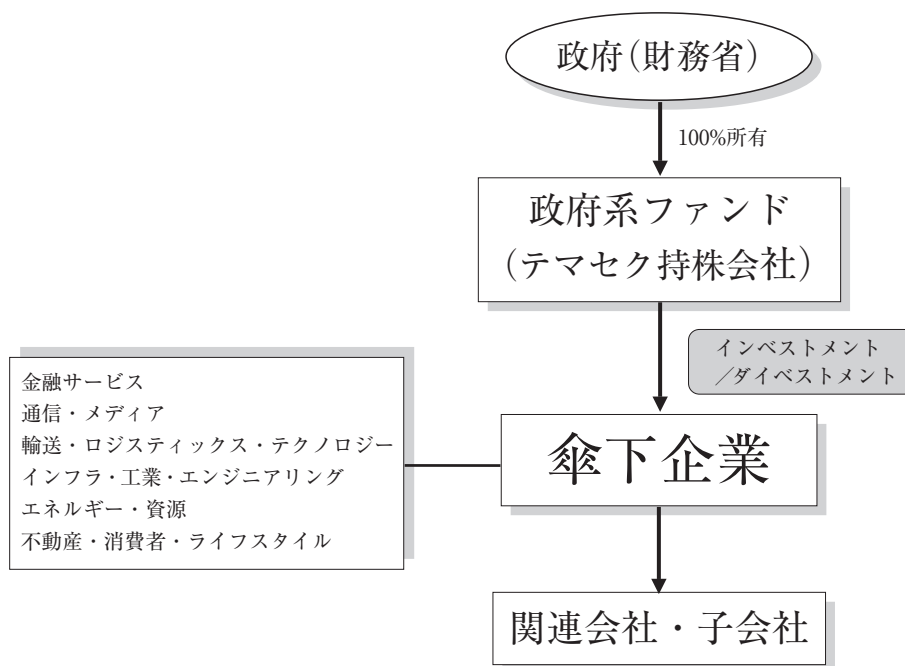 政府(財務省)
100%所有
政府系ファンド
(テマセク持株会社)
インベストメント
/ダイベストメント
金融サービス
通信・メディア
輸送・ロジスティックス・テクノロジー
インフラ・工業・エンジニアリング
エネルギー・資源
不動産・消費者・ライフスタイル
傘下企業
関連会社・子会社